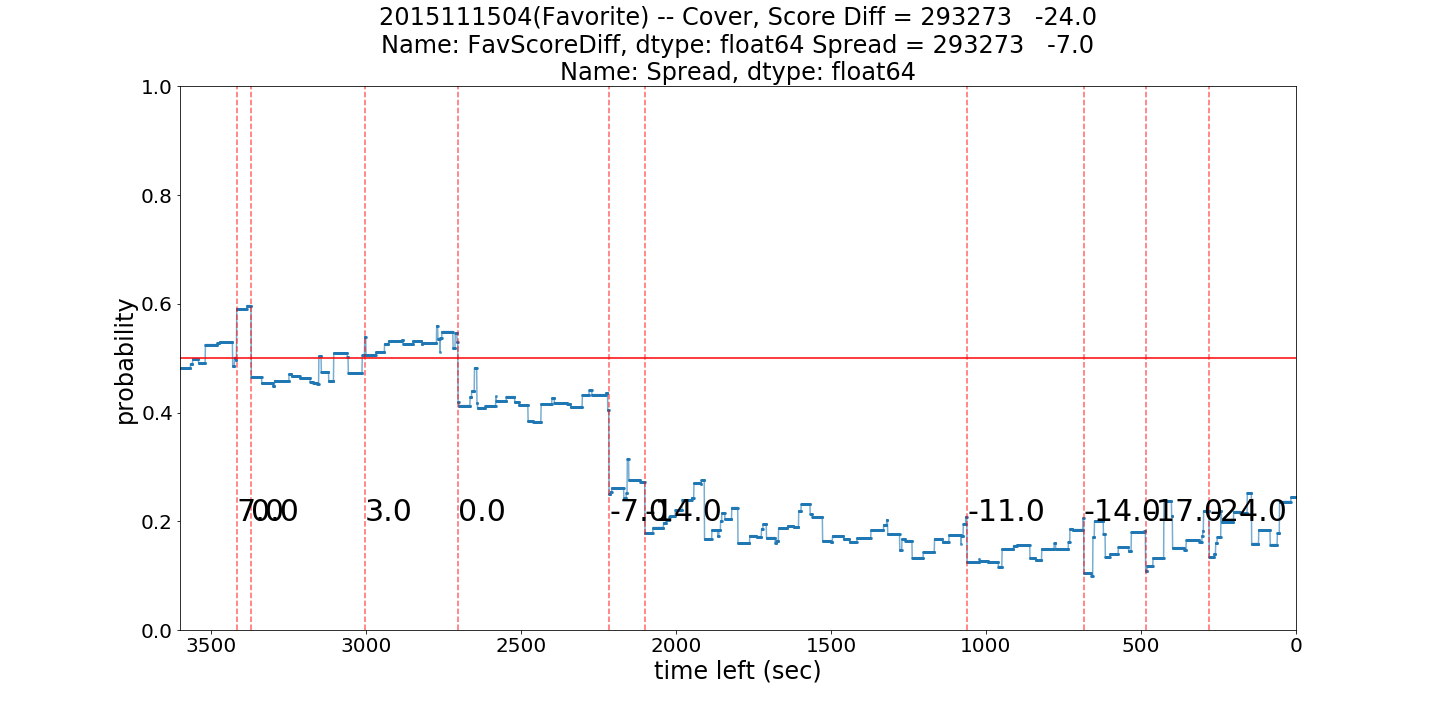 2015111504(Favorite) -- Cover, Score Diff = 293273   -24.0
Name: FavScoreDiff, dtype: float64 Spread = 293273   -7.0
Name: Spread, dtype: float64
1.0
0.8
0.6
0.4
0.2
0.0
probability
7.0 0.0 3.0 0.0 -7.0 -14.0 -11.0 -14.0 -17.0 -24.0
3500 3000 2500 2000 1500 1000 500 0
time left (sec)